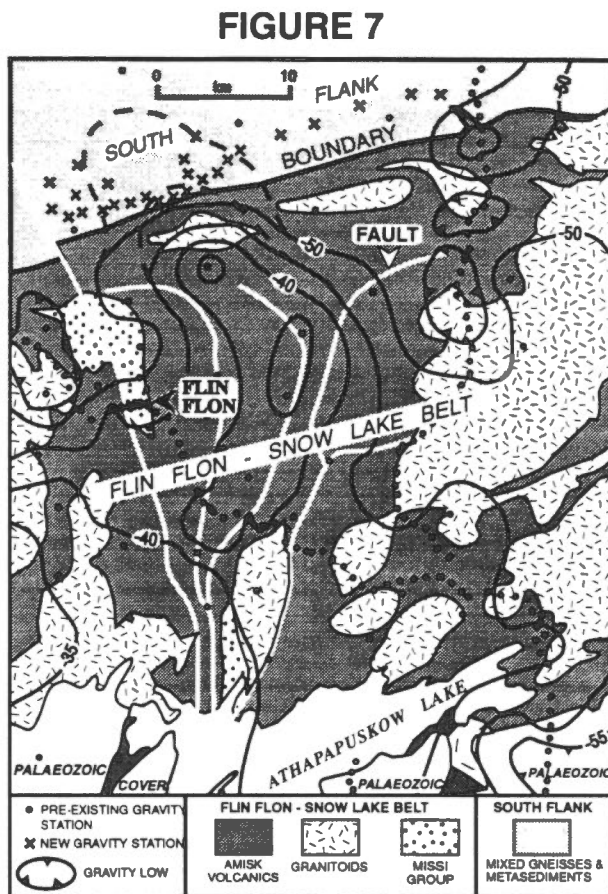 FIGURE 7
0 10
km
FLANK
SOUTH
BOUNDARY
-50
-50
-50
FAULT
-40
FLIN
FLON
FLIN FLON - SNOW LAKE BELT
-40
-35
-55
ATHAPAPUSKOW LAKE
PALAEOZOIC
COVER
PALAEOZOIC
PALAEOZOIC
PRE-EXISTING GRAVITY
STATION
NEW GRAVITY STATION
GRAVITY LOW
FLIN FLON - SNOW LAKE BELT
AMISK
VOLCANICS
GRANITOIDS
MISSI
GROUP
SOUTH FLANK
MIXED GNEISSES &
METASEDIMENTS